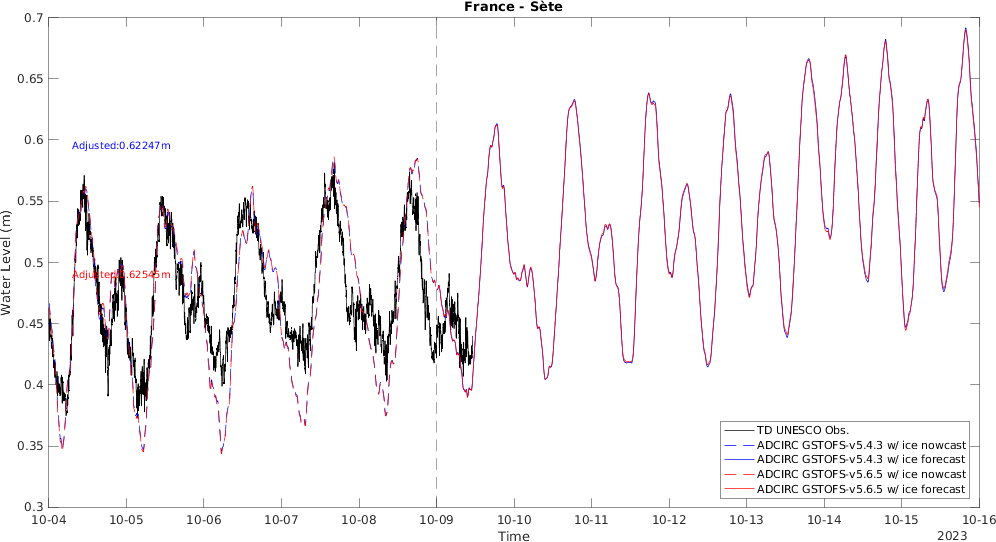 France - Sète
0.7
0.65
0.6
0.55
0.5
0.45
0.4
0.35
0.3
Water Level (m)
Adjusted:0.62247m
Adjusted:0.62545m
TD UNESCO Obs.
ADCIRC GSTOFS-v5.4.3 w/ ice nowcast
ADCIRC GSTOFS-v5.4.3 w/ ice forecast
ADCIRC GSTOFS-v5.6.5 w/ ice nowcast
ADCIRC GSTOFS-v5.6.5 w/ ice forecast
10-04 10-05 10-06 10-07 10-08 10-09 10-10 10-11 10-12 10-13 10-14 10-15 10-16
Time
2023